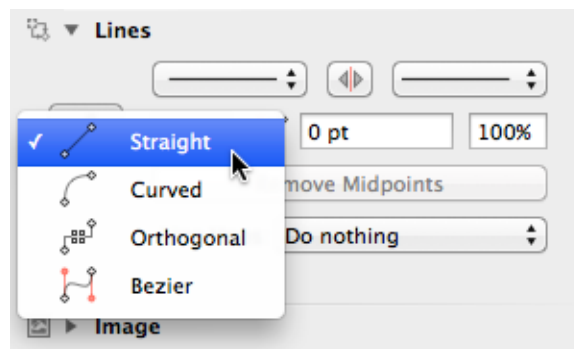 Lines
0 pt
100%
✓ Straight
Curved
move Midpoints
Orthogonal
Do nothing
Bezier
Image